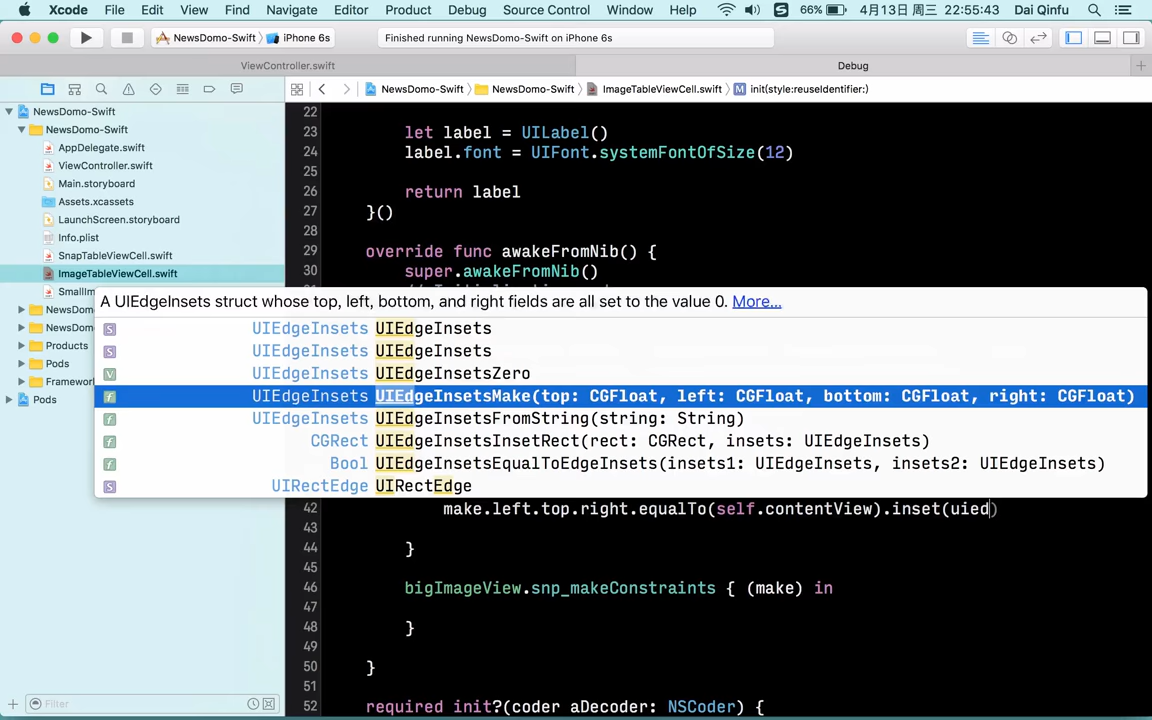 Xcode File Edit View Find Navigate Editor Product Debug Source Control Window Help 66% 4月13日 周三 22:55:43 Dai Qinfu
NewsDomo-Swift iPhone 6s Finished running NewsDomo-Swift on iPhone 6s
ViewController.swift Debug
NewsDomo-Swift NewsDomo-Swift ImageTableViewCell.swift init(style:reuseIdentifier:)
NewsDomo-Swift
NewsDomo-Swift
AppDelegate.swift
ViewController.swift
Main.storyboard
Assets.xcassets
LaunchScreen.storyboard
Info.plist
SnapTableViewCell.swift
ImageTableViewCell.swift
SmallIm
NewsDom
NewsDom
Products
Pods
Framework
Pods
Filter
22
23 let label = UILabel()
24 label.font = UIFont.systemFontOfSize(12)
25
26 return label
27 }()
28
29 override func awakeFromNib() {
30 super.awakeFromNib()
A UIEdgeInsets struct whose top, left, bottom, and right fields are all set to the value 0. More...
S UIEdgeInsets UIEdgeInsets
S UIEdgeInsets UIEdgeInsets
V UIEdgeInsets UIEdgeInsetsZero
f UIEdgeInsets UIEdgeInsetsMake(top: CGFloat, left: CGFloat, bottom: CGFloat, right: CGFloat)
f UIEdgeInsets UIEdgeInsetsFromString(string: String)
f CGRect UIEdgeInsetsInsetRect(rect: CGRect, insets: UIEdgeInsets)
f Bool UIEdgeInsetsEqualToEdgeInsets(insets1: UIEdgeInsets, insets2: UIEdgeInsets)
S UIRectEdge UIRectEdge
42 make.left.top.right.equalTo(self.contentView).inset(uied)
43
44 }
45
46 bigImageView.snp_makeConstraints { (make) in
47
48 }
49
50 }
51
52 required init?(coder aDecoder: NSCoder) {